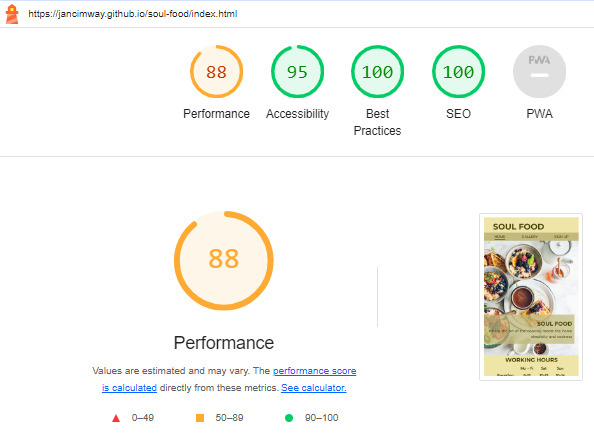 https://jancimway.github.io/soul-food/index.html
88
95
100
100
PWA
Performance
Accessibility
Best
Practices
SEO
PWA
88
Performance
Values are estimated and may vary. The performance score
is calculated directly from these metrics. See calculator.
0–49
50–89
90–100
SOUL FOOD
HOME
GALLERY
SIGN UP
SOUL FOOD
WORKING HOURS
Mo - Fr
Sat
Sun